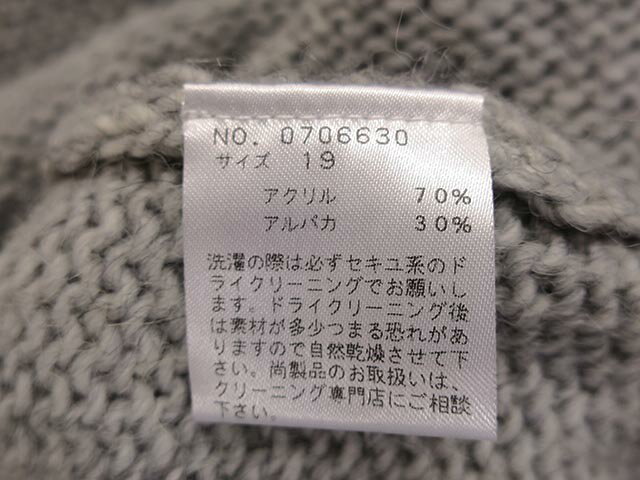 NO. 0706630
サイズ 19
アクリル 70%
アルパカ 30%
洗濯の際は必ずセキユ系のド
ライクリーニングでお願いし
ます。ドライクリーニング後
は素材が多少つまる恐れがあ
りますので自然乾燥させて下
さい。尚製品のお取扱いは、
クリーニング専門店にご相談
下さい。